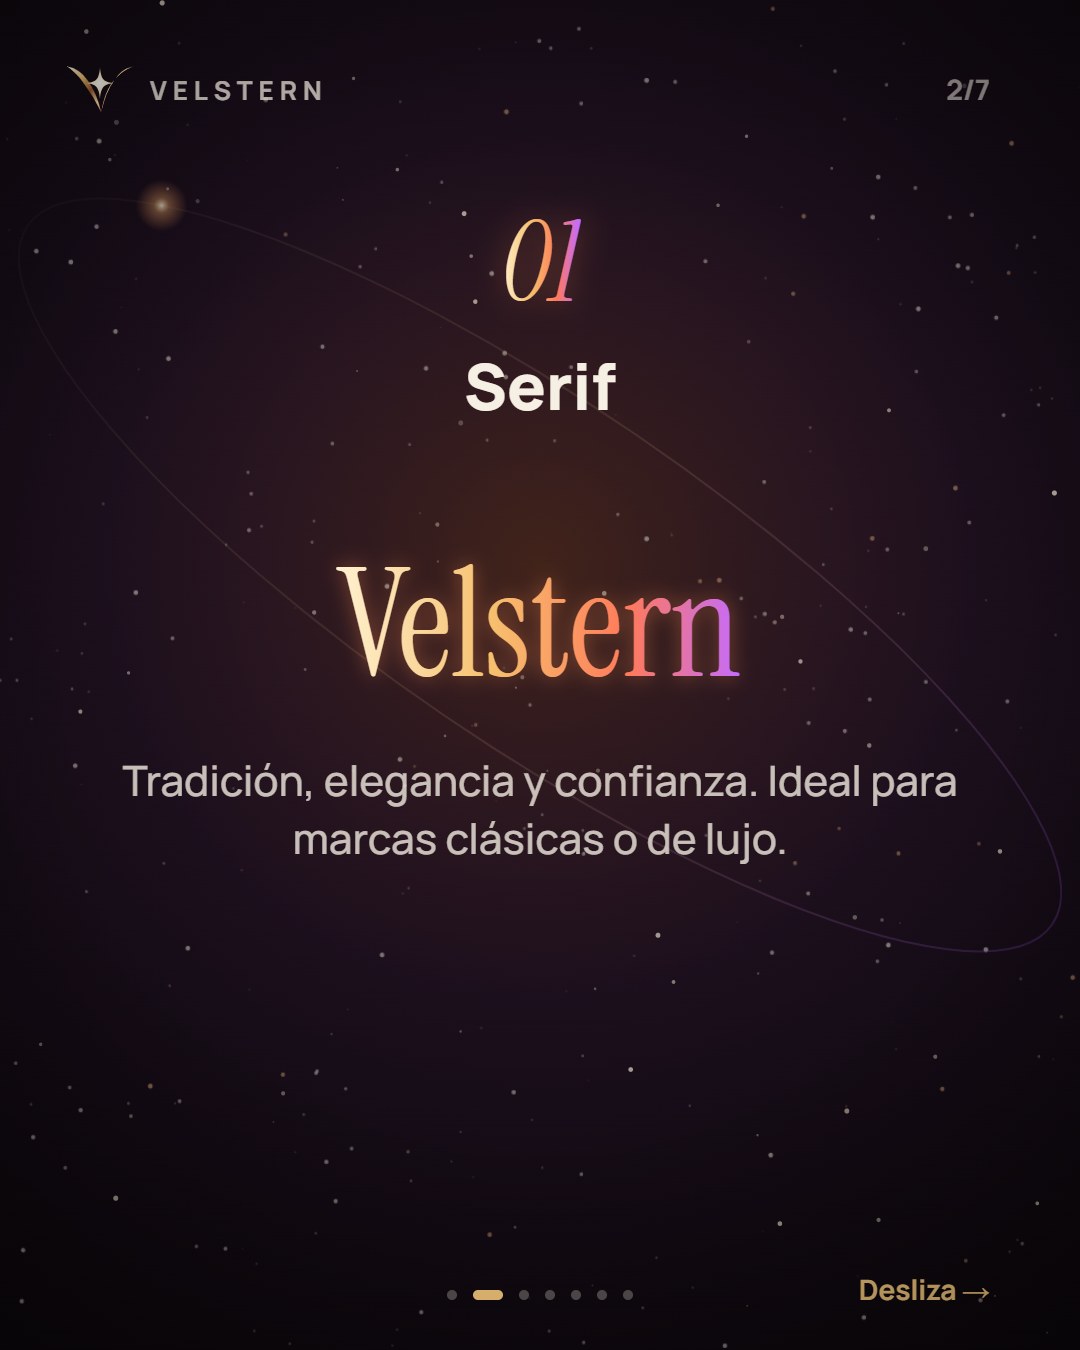 VELSTERN
2/7
01
Serif
Velstern
Tradición, elegancia y confianza. Ideal para
marcas clásicas o de lujo.
Desliza →